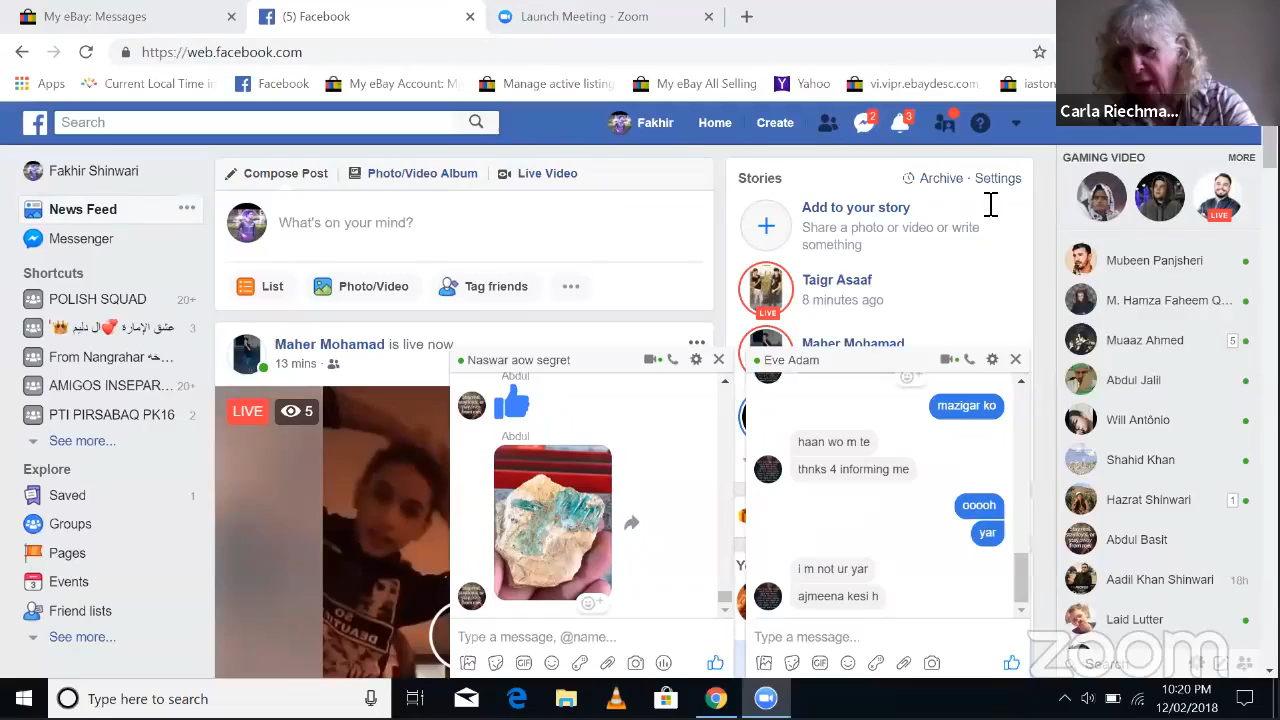 My eBay: Messages
(5) Facebook
Launch Meeting - Zoom
https://web.facebook.com
Apps
Current Local Time in
Facebook
My eBay Account: M
Manage active listing
My eBay All Selling
Yahoo
vi.vipr.ebaydesc.com
iaston
Carla Riechma...
Search
Fakhir
Home
Create
2
3
Fakhir Shinwari
News Feed
Messenger
Shortcuts
POLISH SQUAD
20+
3
From Nangrahar
AMIGOS INSEPAR...
20+
PTI PIRSABAQ PK16
2
See more...
Explore
Saved
1
Groups
Pages
Events
3
Friend lists
See more...
Compose Post
Photo/Video Album
Live Video
What's on your mind?
List
Photo/Video
Tag friends
Maher Mohamad is live now
13 mins
LIVE
5
Stories
Archive · Settings
Add to your story
Share a photo or video or write
something
Taigr Asaaf
8 minutes ago
LIVE
Maher Mohamad
Naswar aow segret
Abdul
Abdul
Type a message, @name...
Eve Adam
mazigar ko
haan wo m te
thnks 4 informing me
ooooh
yar
i m not ur yar
ajmeena kesi h
Type a message...
GAMING VIDEO
MORE
LIVE
Mubeen Panjsheri
M. Hamza Faheem Q...
Muaaz Ahmed
5
Abdul Jalil
Will Antônio
Shahid Khan
Hazrat Shinwari
1
Abdul Basit
Aadil Khan Shinwari
18h
Laid Lutter
Search
zoom
Type here to search
10:20 PM
12/02/2018